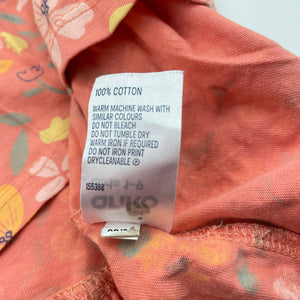 100% COTTON
WARM MACHINE WASH WITH
SIMILAR COLOURS
DO NOT BLEACH
DO NOT TUMBLE DRY
WARM IRON IF REQUIRED
DO NOT IRON PRINT
DRYCLEANABLE
155388
anko